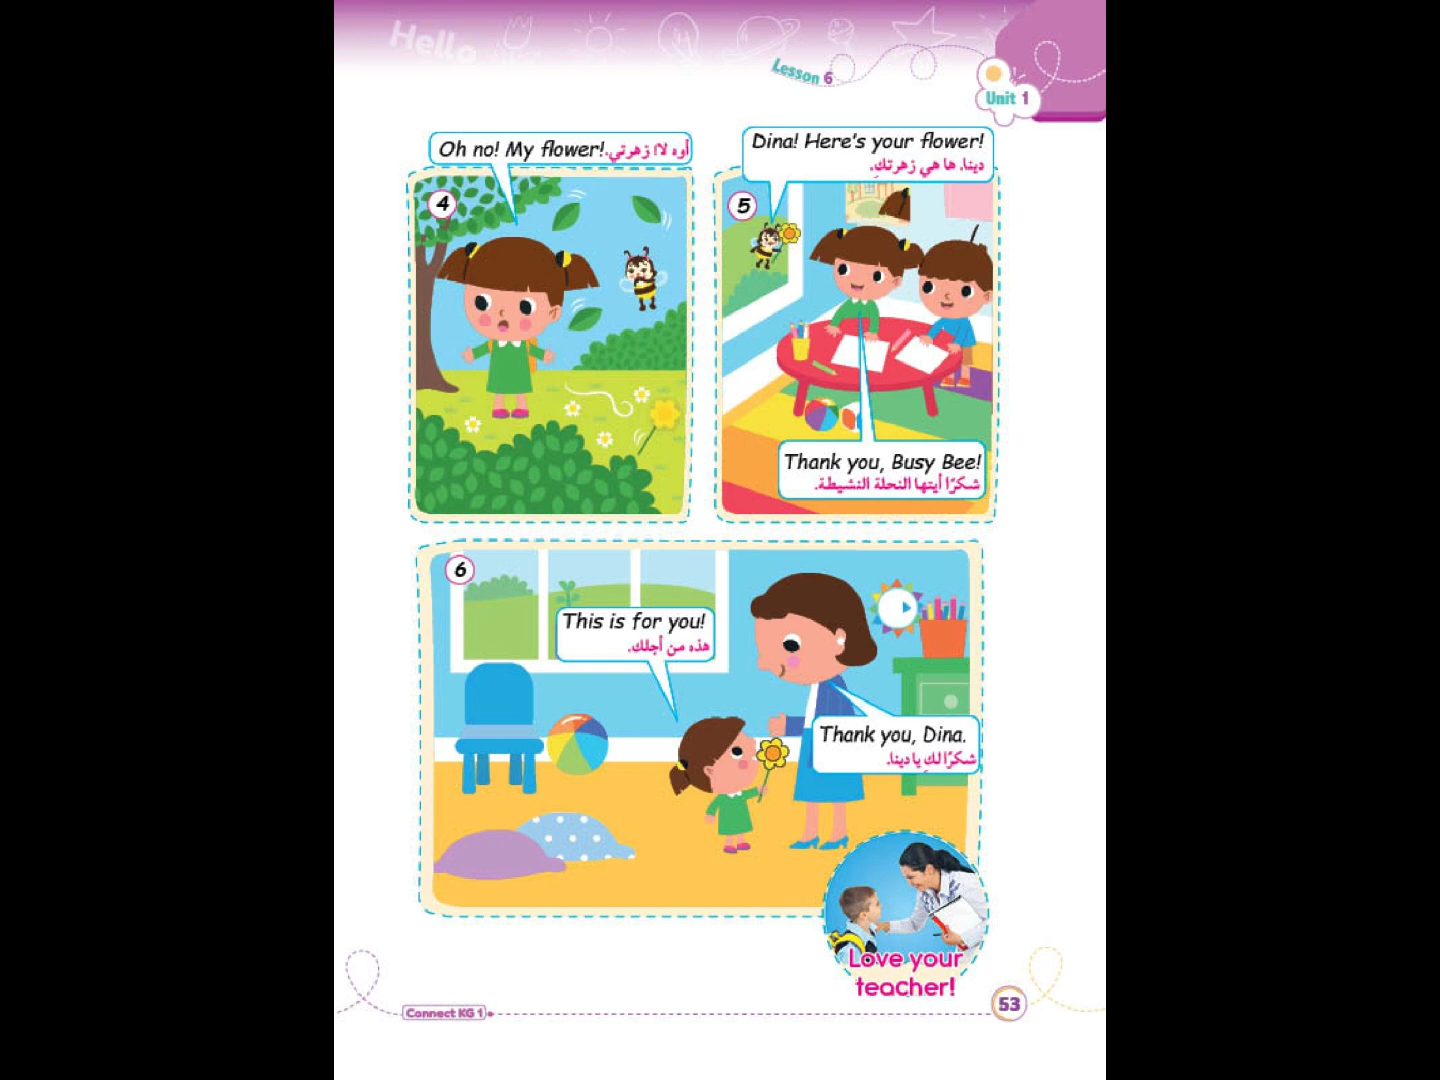 Hello
Lesson 6
Unit 1
Oh no! My flower! أوه لا! زهرتي.
4
Dina! Here's your flower!
دينا، ها هي زهرتكِ.
5
Thank you, Busy Bee!
شكرًا أيتها النحلة النشيطة.
6
This is for you!
هذه من أجلك.
Thank you, Dina.
شكرًا لكِ يا دينا.
Love your
teacher!
Connect KG 1
53